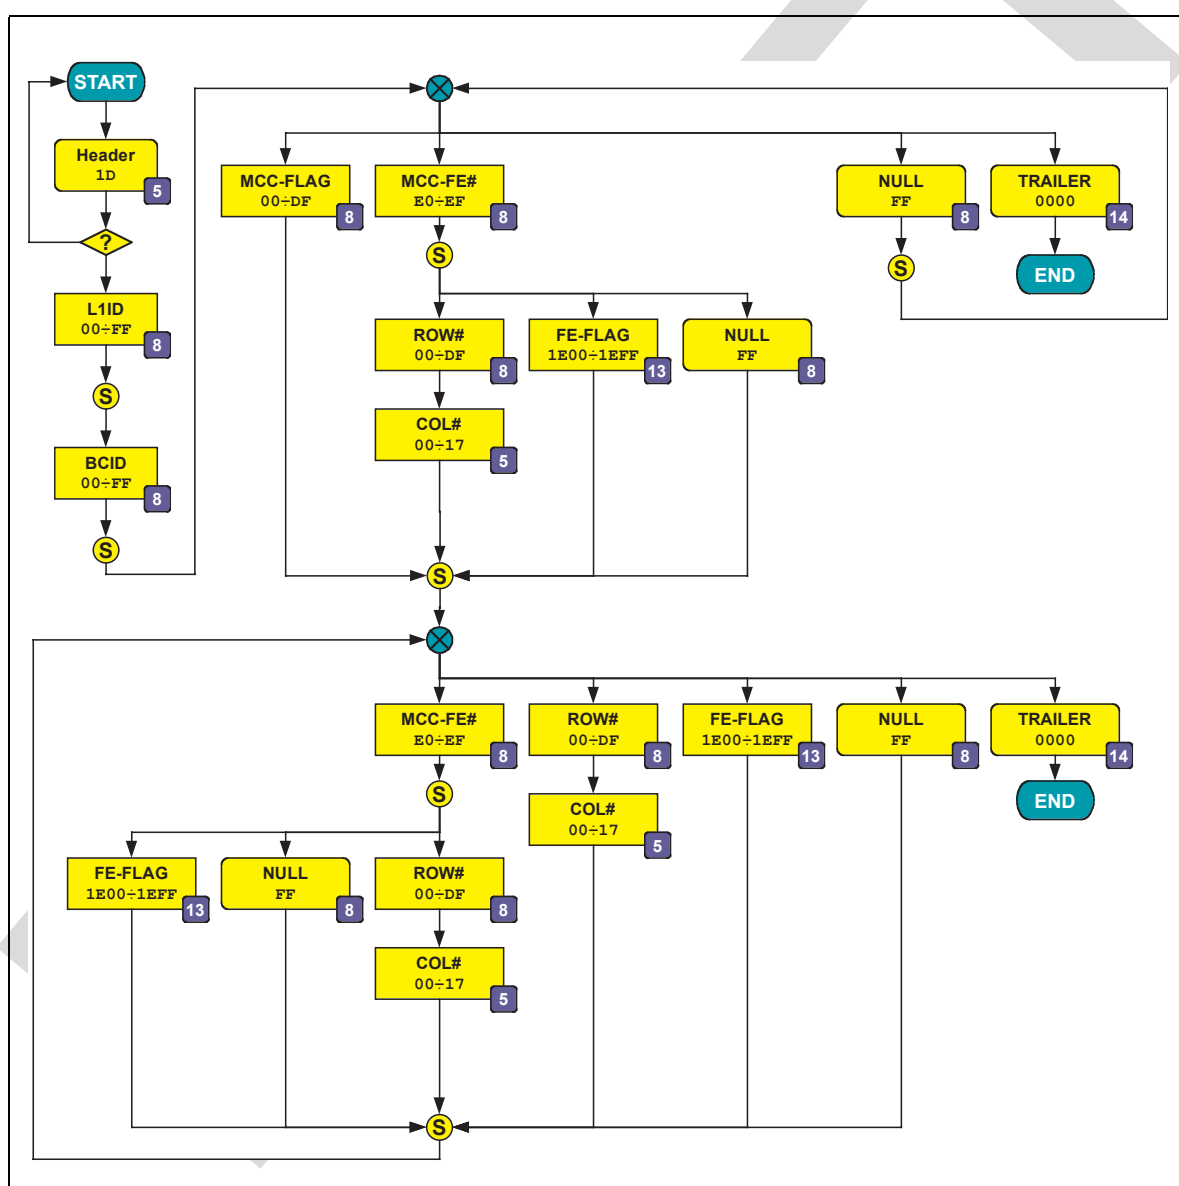 START
Header
1D
5
?
L1ID
00÷FF
8
S
BCID
00÷FF
8
S
MCC-FLAG
00÷DF
8
MCC-FE#
E0÷EF
8
S
NULL
FF
8
S
TRAILER
0000
14
END
ROW#
00÷DF
8
FE-FLAG
1E00÷1EFF
13
NULL
FF
8
COL#
00÷17
5
S
MCC-FE#
E0÷EF
8
S
ROW#
00÷DF
8
FE-FLAG
1E00÷1EFF
13
NULL
FF
8
TRAILER
0000
14
END
COL#
00÷17
5
FE-FLAG
1E00÷1EFF
13
NULL
FF
8
ROW#
00÷DF
8
COL#
00÷17
5
S